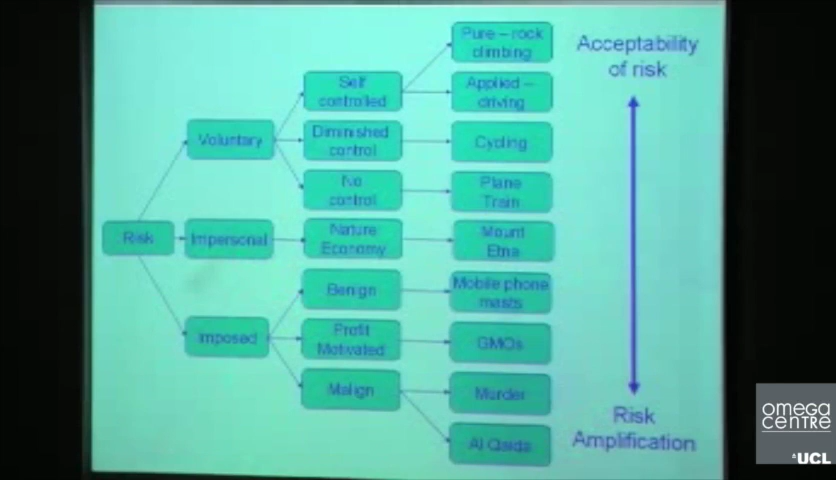 Pure – rock
climbing
Acceptability
of risk
Self
controlled
Applied –
driving
Voluntary
Diminished
control
Cycling
No
control
Plane
Train
Risk
Impersonal
Nature
Economy
Mount
Etna
Benign
Mobile phone
masts
Imposed
Profit
Motivated
GMOs
Malign
Murder
Risk
Amplification
Al Qaida
omega
CENTRE
UCL